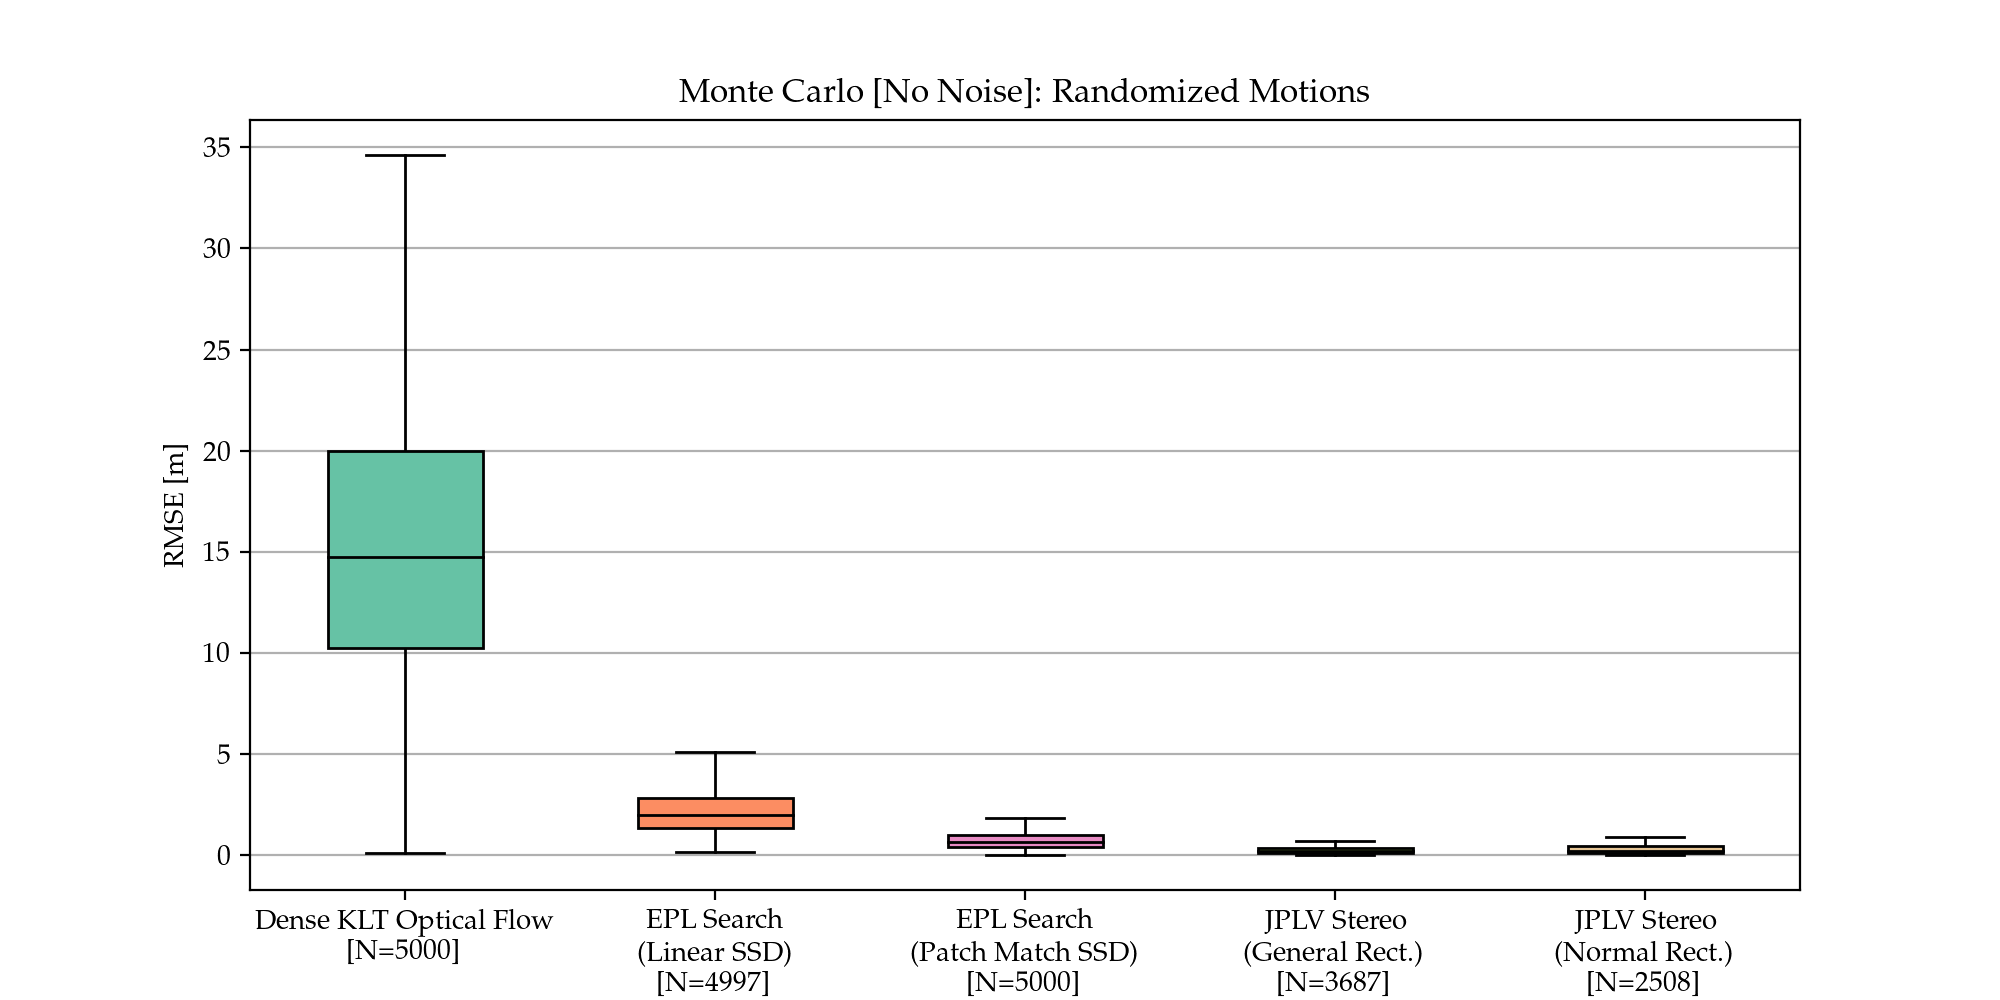 Monte Carlo [No Noise]: Randomized Motions
RMSE [m]
35
30
25
20
15
10
5
0
Dense KLT Optical Flow
[N=5000]
EPL Search
(Linear SSD)
[N=4997]
EPL Search
(Patch Match SSD)
[N=5000]
JPLV Stereo
(General Rect.)
[N=3687]
JPLV Stereo
(Normal Rect.)
[N=2508]